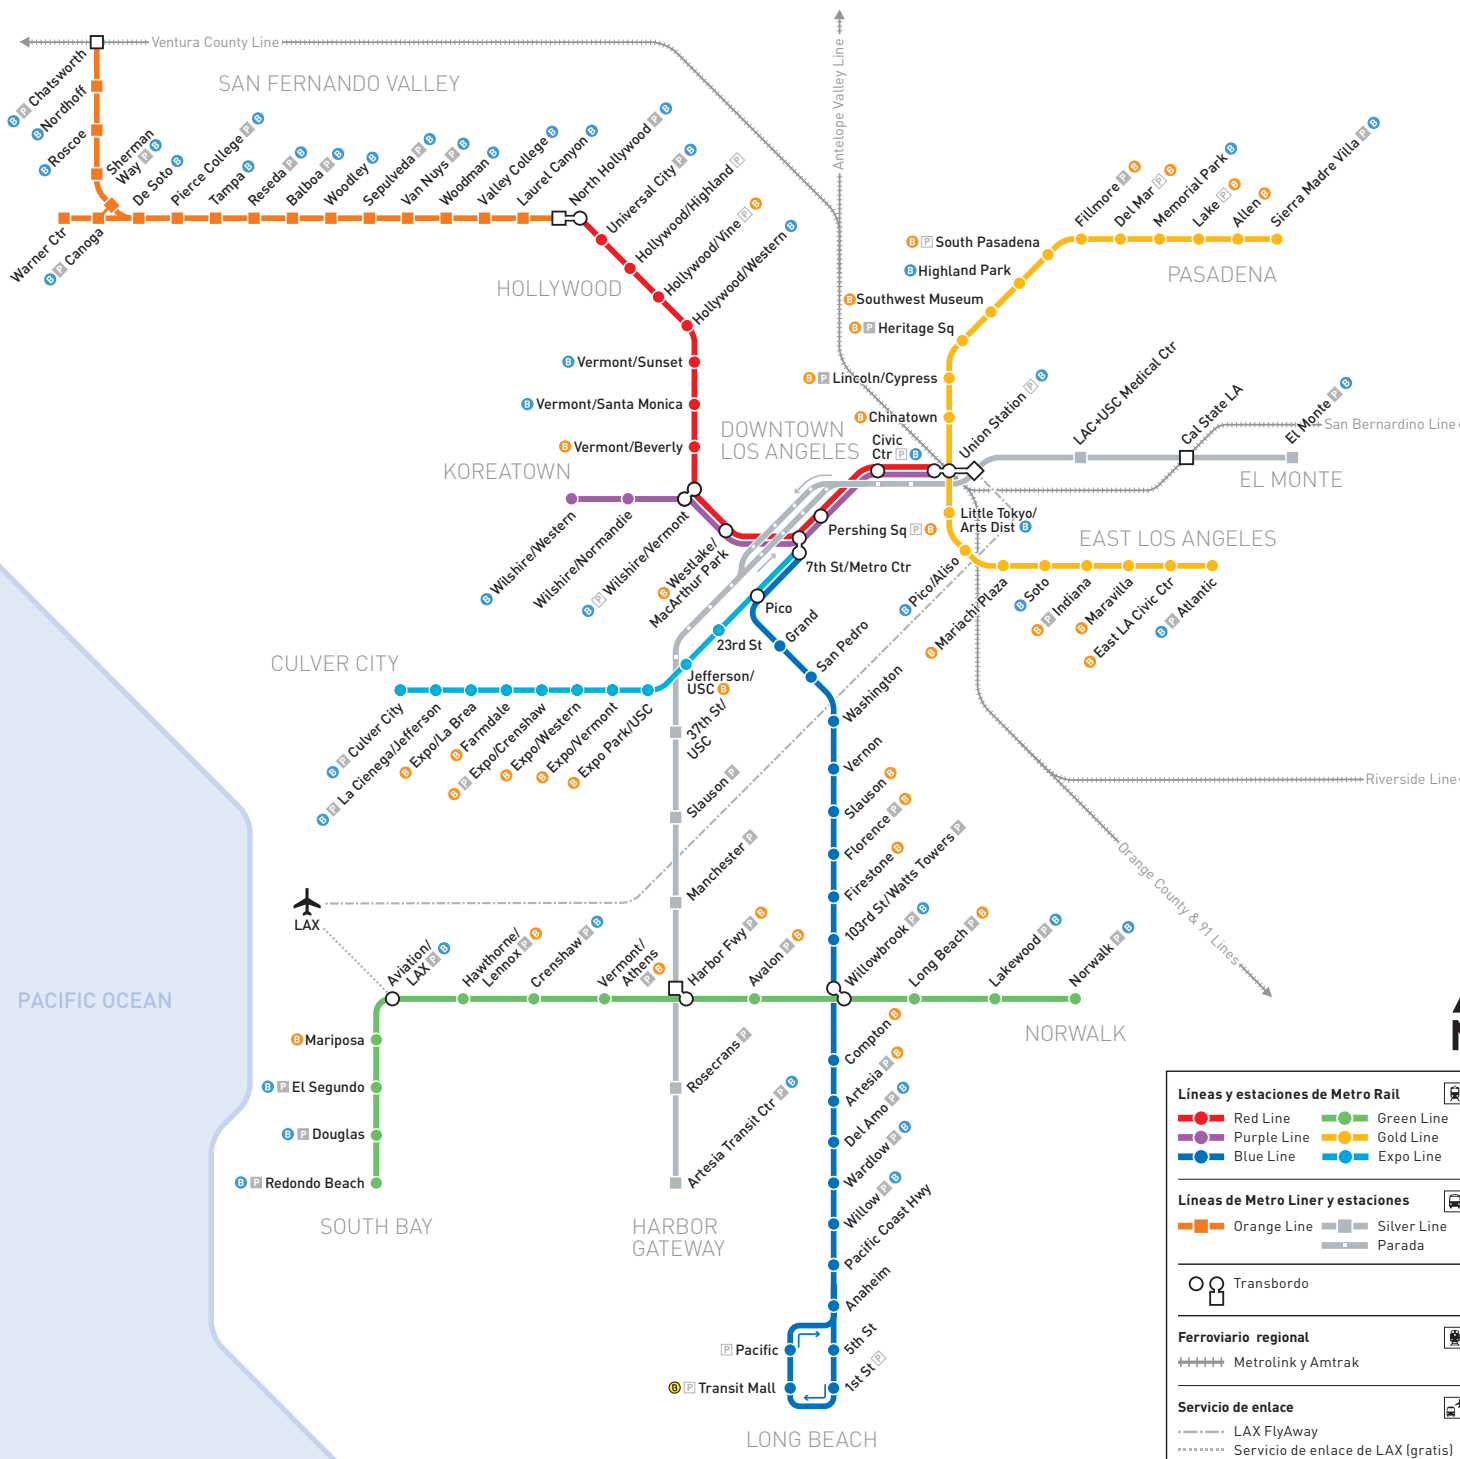 Ventura County Line
Antelope Valley Line
SAN FERNANDO VALLEY
B P Chatsworth
B Nordhoff
B Roscoe
Sherman
Way P B
De Soto B
Pierce College P B
Tampa B
Reseda P B
Balboa P B
Woodley B
Sepulveda P B
Van Nuys P B
Woodman B
Valley College B
Laurel Canyon B
North Hollywood P B
Warner Ctr
B P Canoga
Universal City P B
Hollywood/Highland P
Hollywood/Vine P B
Hollywood/Western B
HOLLYWOOD
B Vermont/Sunset
B Vermont/Santa Monica
B Vermont/Beverly
KOREATOWN
DOWNTOWN
LOS ANGELES
Civic
Ctr P B
Fillmore P B
Del Mar P B
Memorial Park B
Lake P B
Allen B
Sierra Madre Villa P B
B P South Pasadena
B Highland Park
B Southwest Museum
B P Heritage Sq
B P Lincoln/Cypress
B Chinatown
PASADENA
Union Station P B
LAC+USC Medical Ctr
Cal State LA
El Monte P B
San Bernardino Line
EL MONTE
B Wilshire/Western
Wilshire/Normandie
B P Wilshire/Vermont
B Westlake/
MacArthur Park
Pershing Sq P B
7th St/Metro Ctr
Little Tokyo/
Arts Dist B
EAST LOS ANGELES
B Pico/Aliso
B Mariachi Plaza
B Soto
B P Indiana
B Maravilla
B East LA Civic Ctr
B P Atlantic
Pico
Grand
San Pedro
Washington
23rd St
Jefferson/
USC B
CULVER CITY
B P Culver City
B P La Cienega/Jefferson
B Expo/La Brea
B Farmdale
B P Expo/Crenshaw
B Expo/Western
B Expo/Vermont
B Expo Park/USC
37th St/
USC
Slauson P
Manchester P
Vernon
Slauson B
Florence P B
Firestone B
103rd St/Watts Towers P
Riverside Line
Orange County & 91 Lines
LAX
Aviation/
LAX P B
Hawthorne/
Lennox P B
Crenshaw P B
Vermont/
Athens
P B
Harbor Fwy P B
Avalon P B
Willowbrook P B
Long Beach P B
Lakewood P B
Norwalk P B
NORWALK
PACIFIC OCEAN
B Mariposa
B P El Segundo
B P Douglas
B P Redondo Beach
SOUTH BAY
Rosecrans P
Artesia Transit Ctr P B
HARBOR
GATEWAY
Compton B
Artesia P B
Del Amo P B
Wardlow P B
Willow P B
Pacific Coast Hwy
Anaheim
5th St
1st St P
P Pacific
B P Transit Mall
LONG BEACH
Líneas y estaciones de Metro Rail
Red Line
Green Line
Purple Line
Gold Line
Blue Line
Expo Line
Líneas de Metro Liner y estaciones
Orange Line
Silver Line
Parada
Transbordo
Ferroviario regional
Metrolink y Amtrak
Servicio de enlace
LAX FlyAway
Servicio de enlace de LAX (gratis)